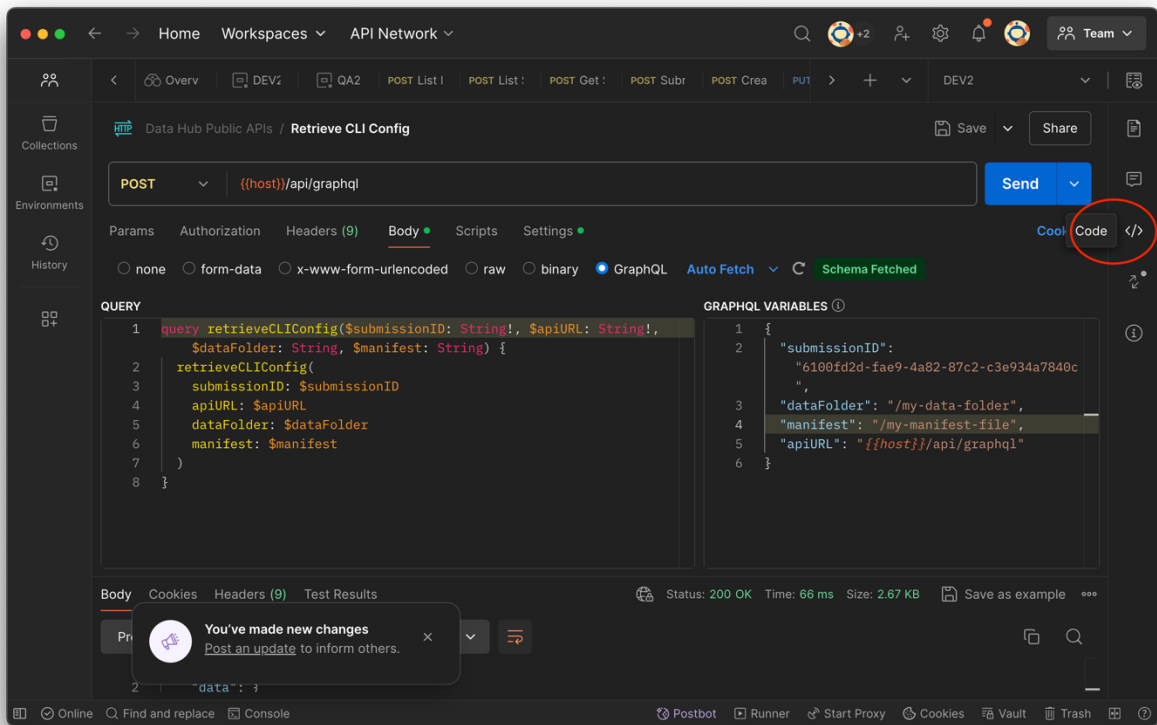 Home Workspaces API Network +2 Team
Overv DEV2 QA2 POST List I POST List : POST Get : POST Subr POST Crea PUT DEV2
HTTP Data Hub Public APIs / Retrieve CLI Config Save Share
Collections
POST {{host}}/api/graphql Send
Environments
Params Authorization Headers (9) Body Scripts Settings Cook Code </>
History
none form-data x-www-form-urlencoded raw binary GraphQL Auto Fetch Schema Fetched
QUERY
1 query retrieveCLIConfig($submissionID: String!, $apiURL: String!,
$dataFolder: String, $manifest: String) {
2 retrieveCLIConfig(
3 submissionID: $submissionID
4 apiURL: $apiURL
5 dataFolder: $dataFolder
6 manifest: $manifest
7 )
8 }
GRAPHQL VARIABLES
1 {
2 "submissionID":
"6100fd2d-fae9-4a82-87c2-c3e934a7840c
",
3 "dataFolder": "/my-data-folder",
4 "manifest": "/my-manifest-file",
5 "apiURL": "{{host}}/api/graphql"
6 }
Body Cookies Headers (9) Test Results Status: 200 OK Time: 66 ms Size: 2.67 KB Save as example
Pr
You've made new changes
Post an update to inform others.
2 "data": {
Online Find and replace Console Postbot Runner Start Proxy Cookies Vault Trash